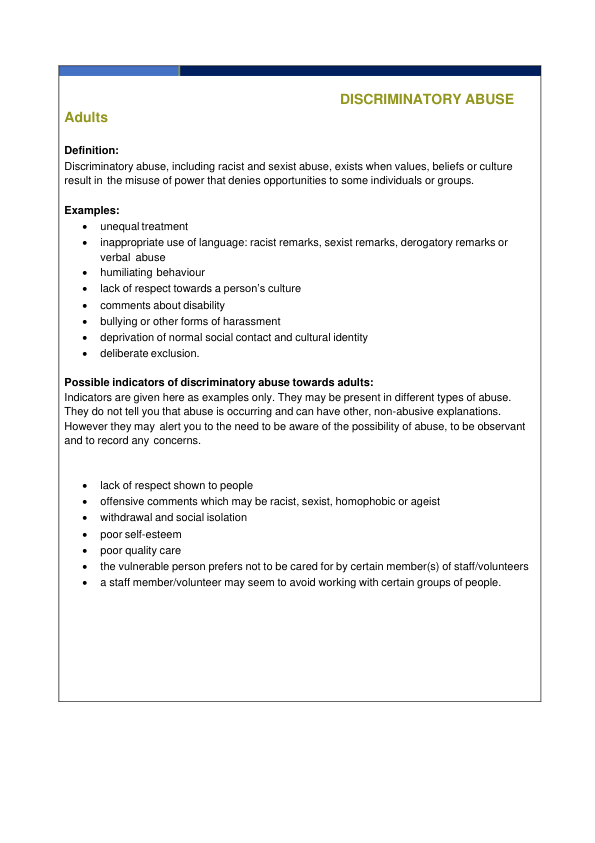 DISCRIMINATORY ABUSE
Adults
Definition:
Discriminatory abuse, including racist and sexist abuse, exists when values, beliefs or culture
result in the misuse of power that denies opportunities to some individuals or groups.
Examples:
• unequal treatment
• inappropriate use of language: racist remarks, sexist remarks, derogatory remarks or
verbal abuse
• humiliating behaviour
• lack of respect towards a person’s culture
• comments about disability
• bullying or other forms of harassment
• deprivation of normal social contact and cultural identity
• deliberate exclusion.
Possible indicators of discriminatory abuse towards adults:
Indicators are given here as examples only. They may be present in different types of abuse.
They do not tell you that abuse is occurring and can have other, non-abusive explanations.
However they may alert you to the need to be aware of the possibility of abuse, to be observant
and to record any concerns.
• lack of respect shown to people
• offensive comments which may be racist, sexist, homophobic or ageist
• withdrawal and social isolation
• poor self-esteem
• poor quality care
• the vulnerable person prefers not to be cared for by certain member(s) of staff/volunteers
• a staff member/volunteer may seem to avoid working with certain groups of people.